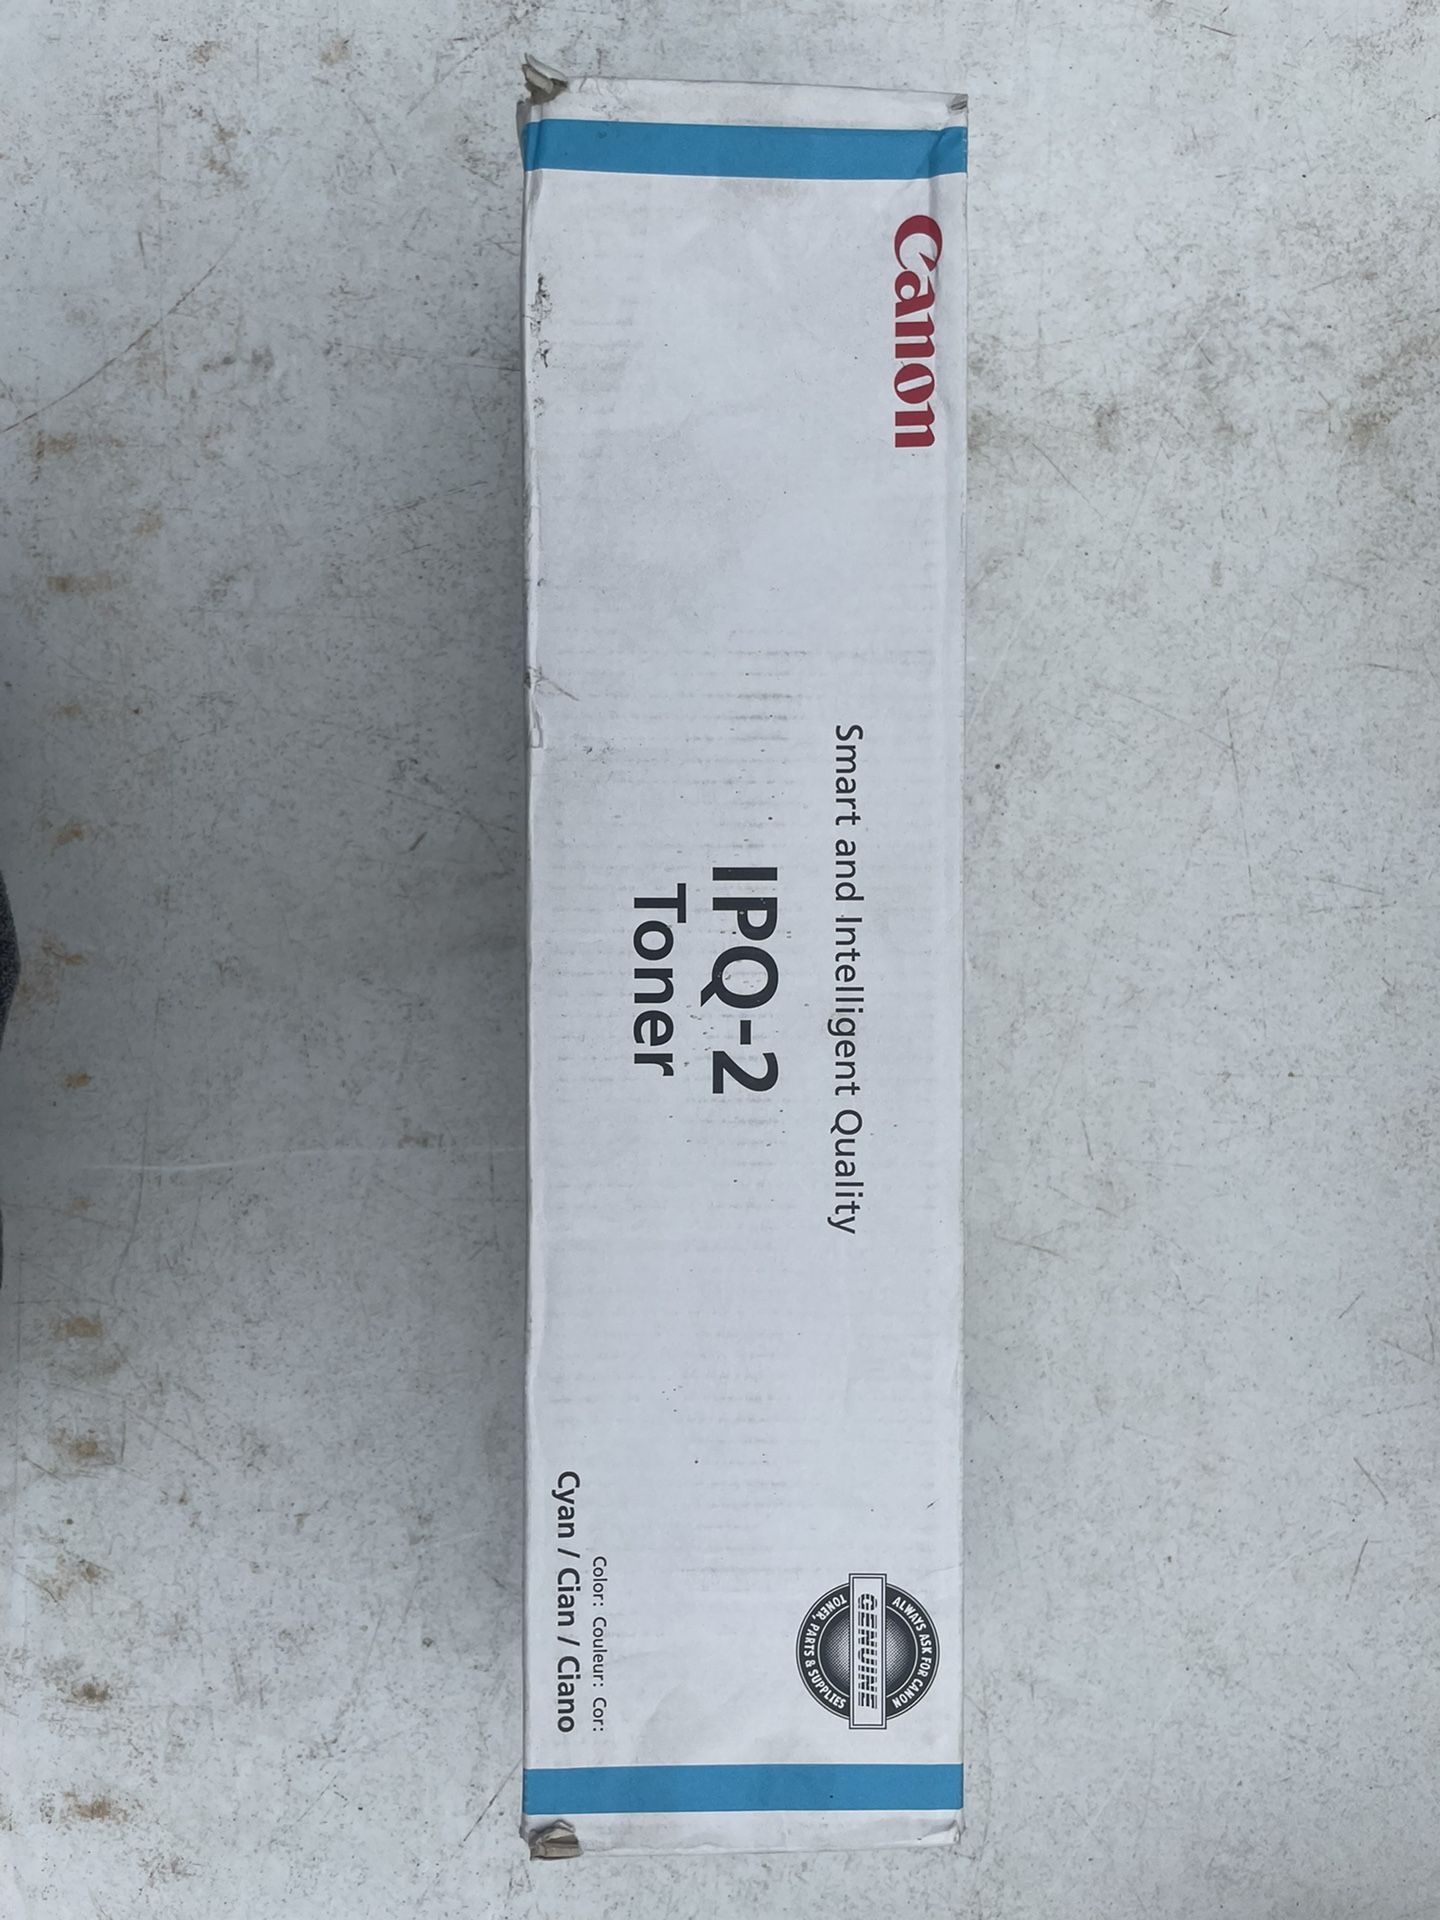 Canon
Smart and Intelligent Quality
IPQ-2
Toner
ALWAYS ASK FOR CANON
GENUINE
TONER, PARTS & SUPPLIES
Color: Couleur: Cor:
Cyan / Cian / Ciano